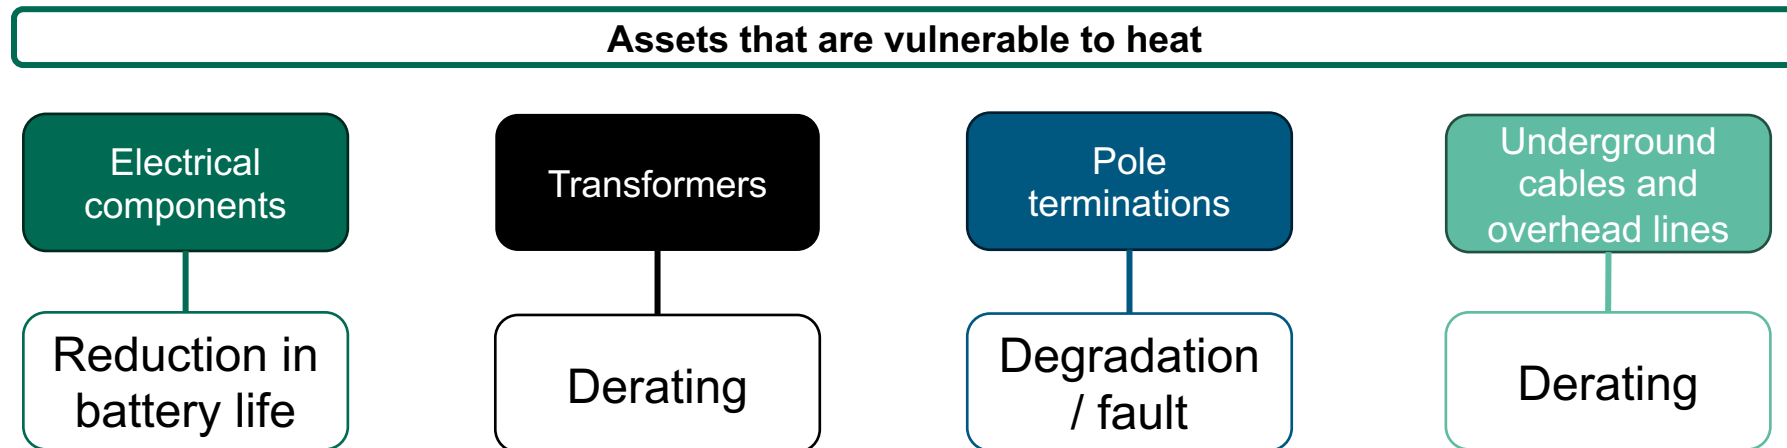 Assets that are vulnerable to heat
Electrical
components
Transformers
Pole
terminations
Underground
cables and
overhead lines
Reduction in
battery life
Derating
Degradation
/ fault
Derating